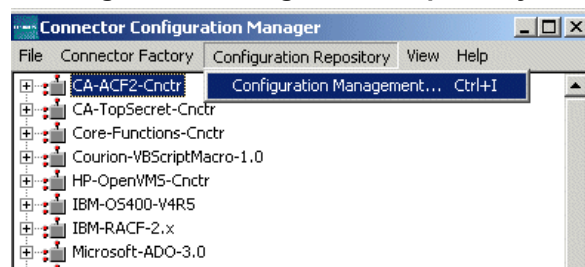 Connector Configuration Manager
File Connector Factory Configuration Repository View Help
Configuration Management... Ctrl+I
CA-ACF2-Cnctr
CA-TopSecret-Cnctr
Core-Functions-Cnctr
Courion-VBScriptMacro-1.0
HP-OpenVMS-Cnctr
IBM-OS400-V4R5
IBM-RACF-2.x
Microsoft-ADO-3.0